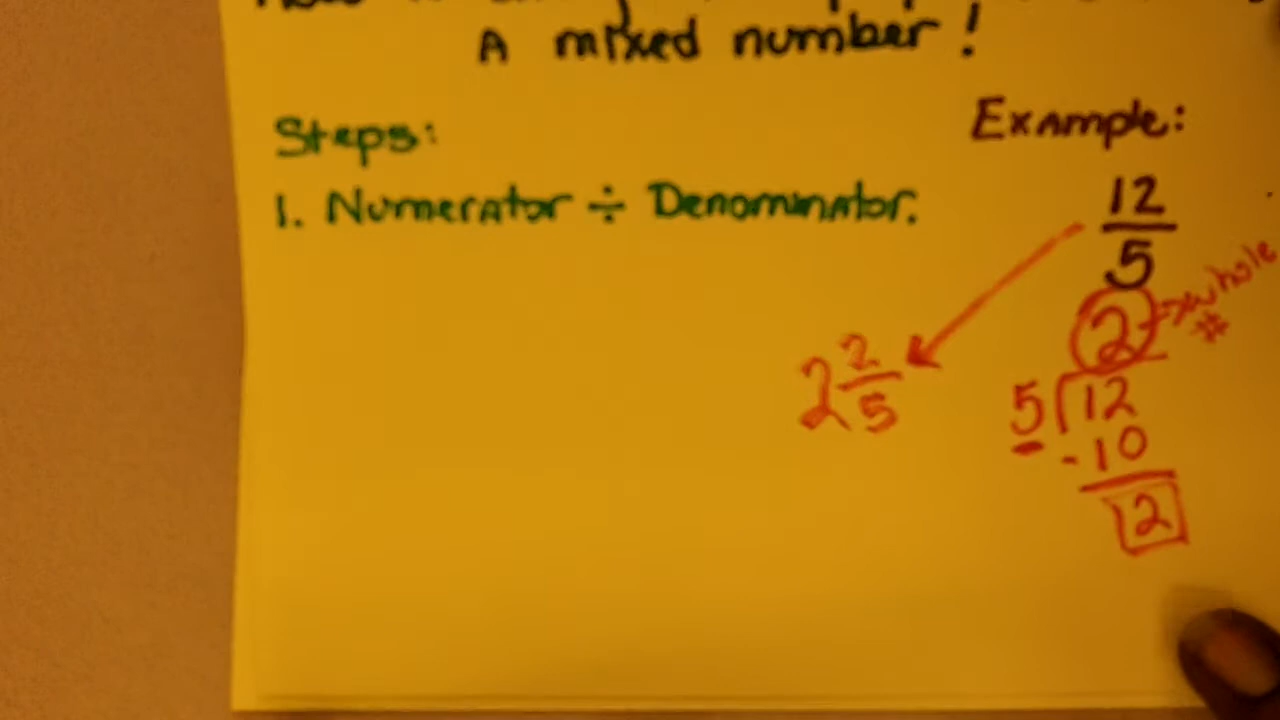 A mixed number!
Steps:
1. Numerator ÷ Denominator.
Example:
12
5
2 → whole #
5 12
-10
2
2 2/5